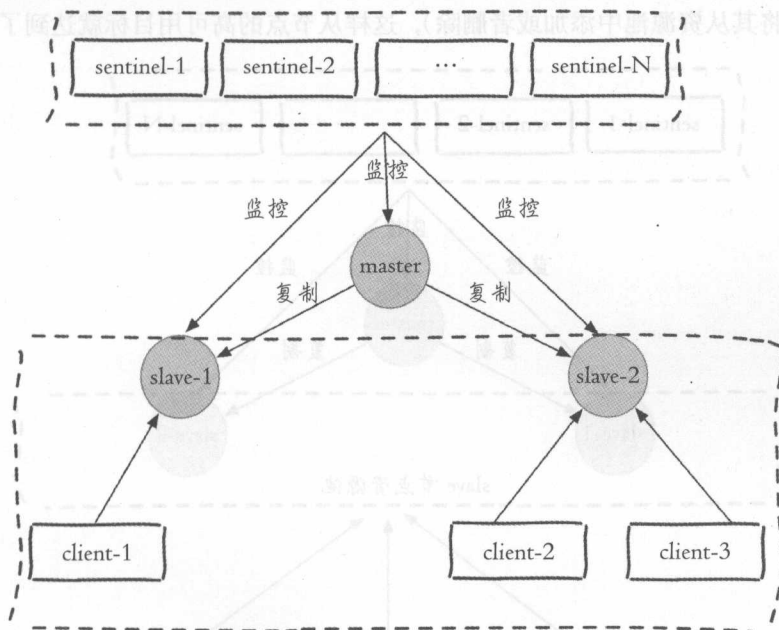 sentinel-1 sentinel-2 … sentinel-N
监控
监控 监控
master
复制 复制
slave-1 slave-2
client-1 client-2 client-3